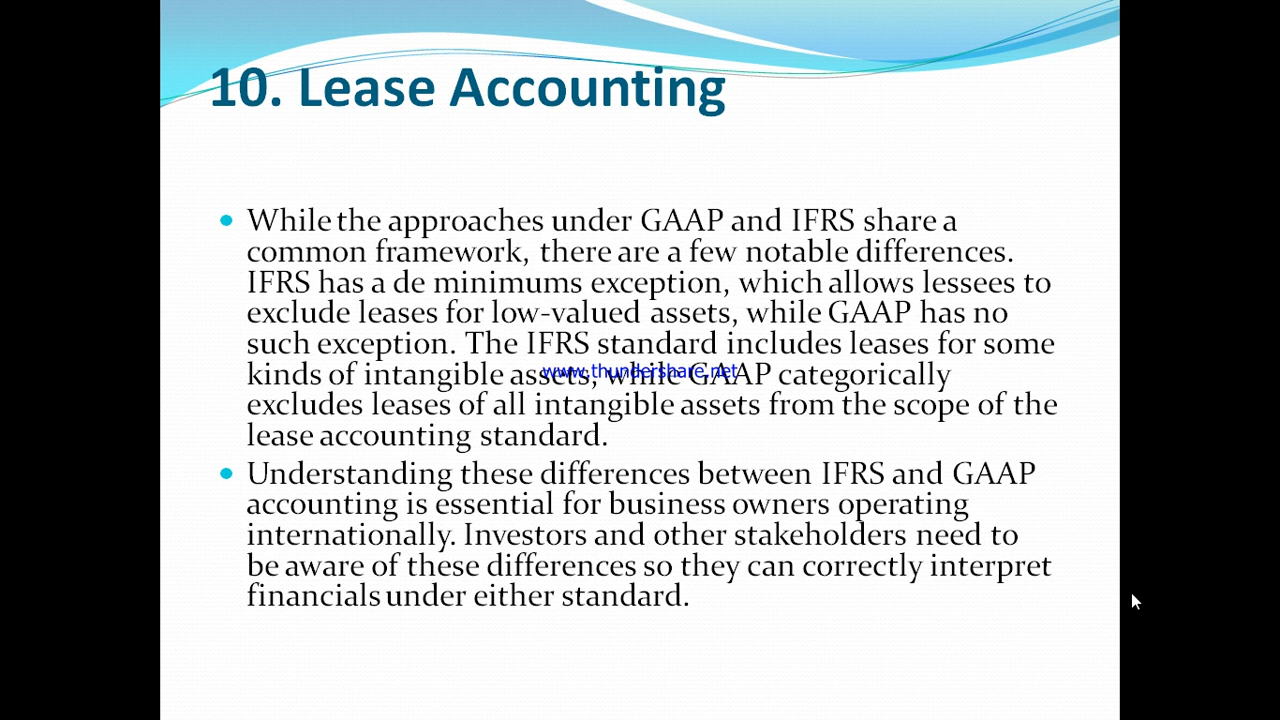 10. Lease Accounting
While the approaches under GAAP and IFRS share a
common framework, there are a few notable differences.
IFRS has a de minimums exception, which allows lessees to
exclude leases for low-valued assets, while GAAP has no
such exception. The IFRS standard includes leases for some
kinds of intangible assets, while GAAP categorically
www.thundershare.net
excludes leases of all intangible assets from the scope of the
lease accounting standard.
Understanding these differences between IFRS and GAAP
accounting is essential for business owners operating
internationally. Investors and other stakeholders need to
be aware of these differences so they can correctly interpret
financials under either standard.